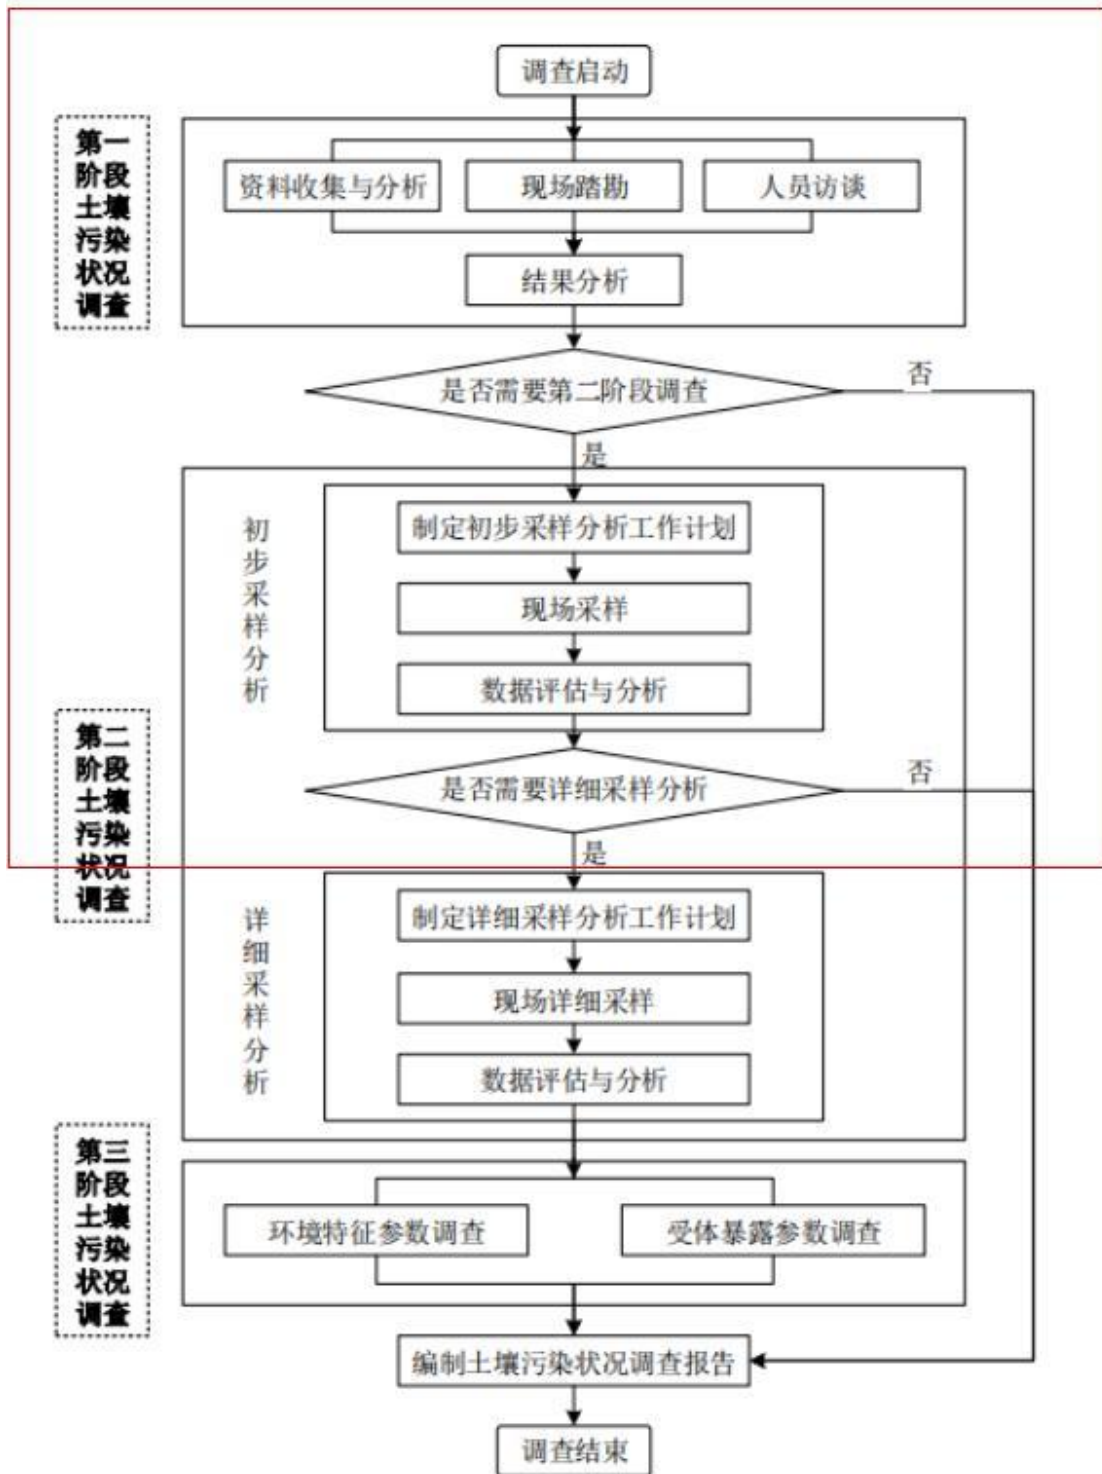 调查启动
第一
阶段
土壤
污染
状况
调查
资料收集与分析
现场踏勘
人员访谈
结果分析
是否需要第二阶段调查
否
是
初步采样分析
制定初步采样分析工作计划
现场采样
数据评估与分析
第二
阶段
土壤
污染
状况
调查
是否需要详细采样分析
否
是
详细采样分析
制定详细采样分析工作计划
现场详细采样
数据评估与分析
第三
阶段
土壤
污染
状况
调查
环境特征参数调查
受体暴露参数调查
编制土壤污染状况调查报告
调查结束